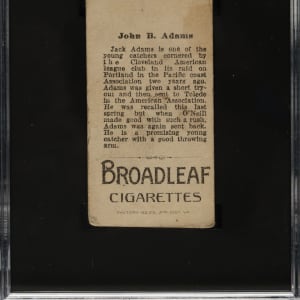 John B. Adams
Jack Adams is one of the
young catchers cornered by
the Cleveland American
league club in its raid on
Portland in the Pacific coast
Association two years ago.
Adams was given a short try-
out and then sent to Toledo
in the American Association.
He was recalled this last
spring but when O'Neill
made good with such a rush,
Adams was again sent back.
He is a promising young
catcher with a good throwing
arm.
BROADLEAF
CIGARETTES